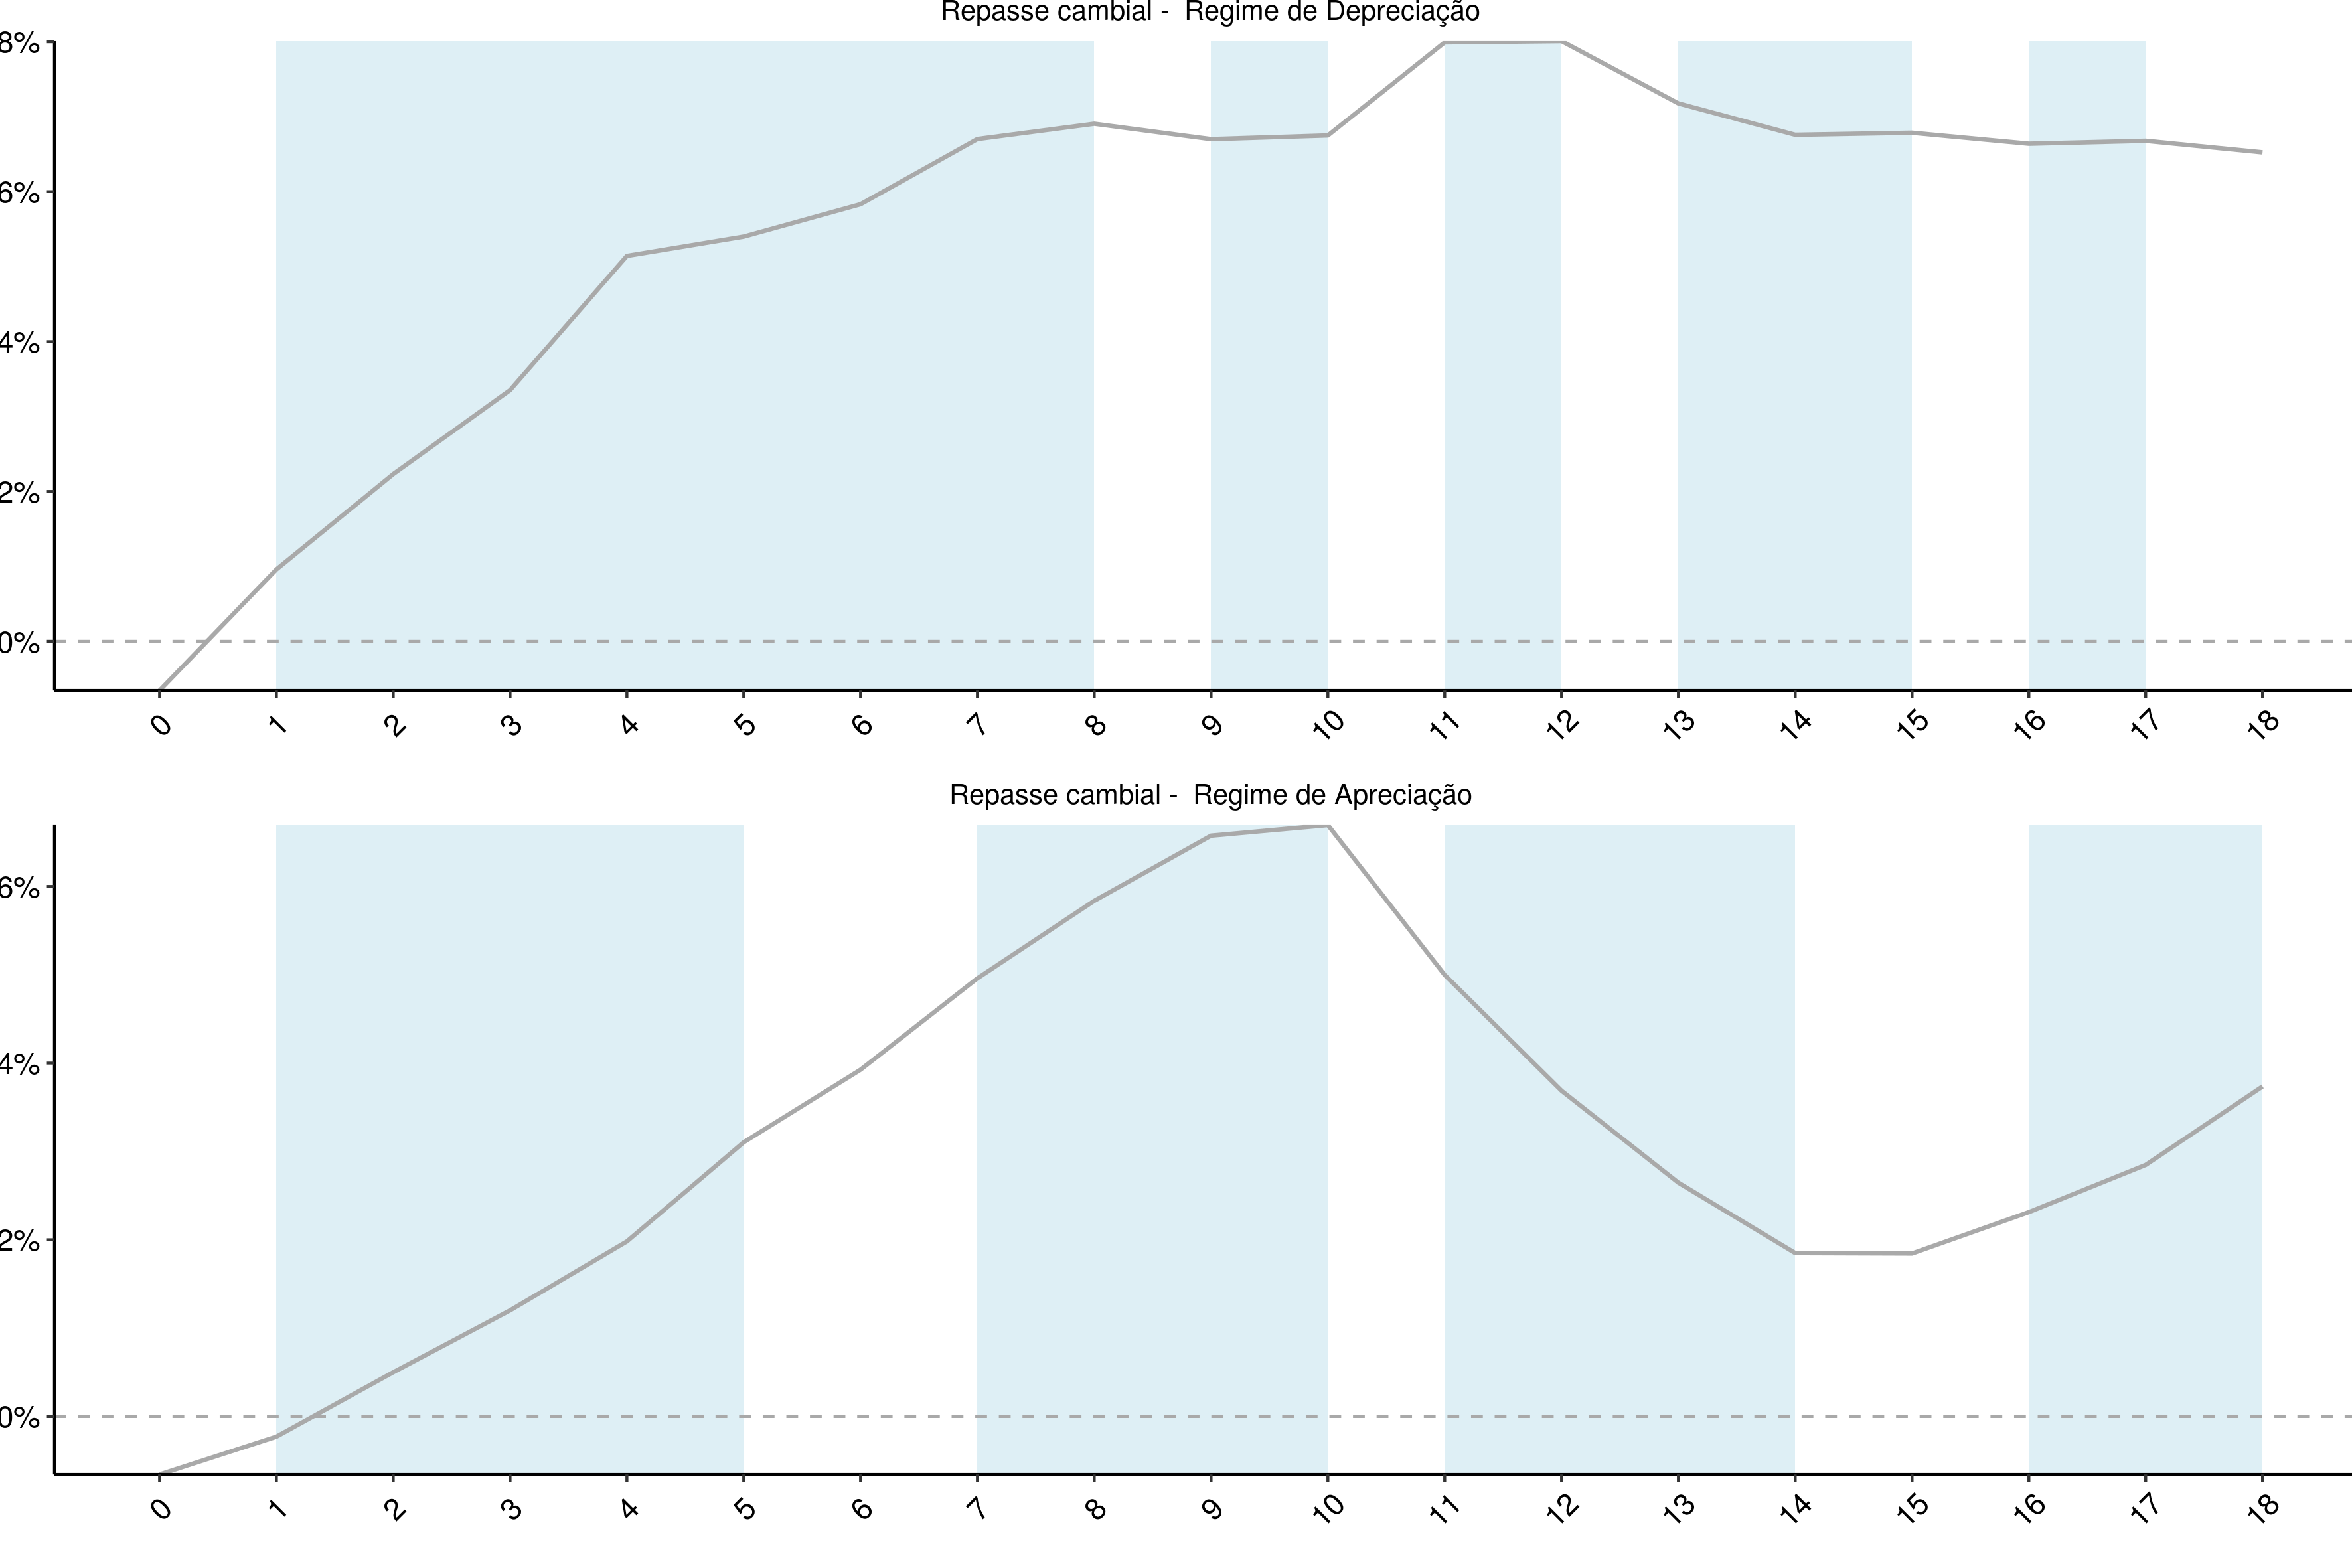 Repasse cambial - Regime de Depreciação
8%
6%
4%
2%
0%
0 1 2 3 4 5 6 7 8 9 10 11 12 13 14 15 16 17 18
Repasse cambial - Regime de Apreciação
6%
4%
2%
0%
0 1 2 3 4 5 6 7 8 9 10 11 12 13 14 15 16 17 18